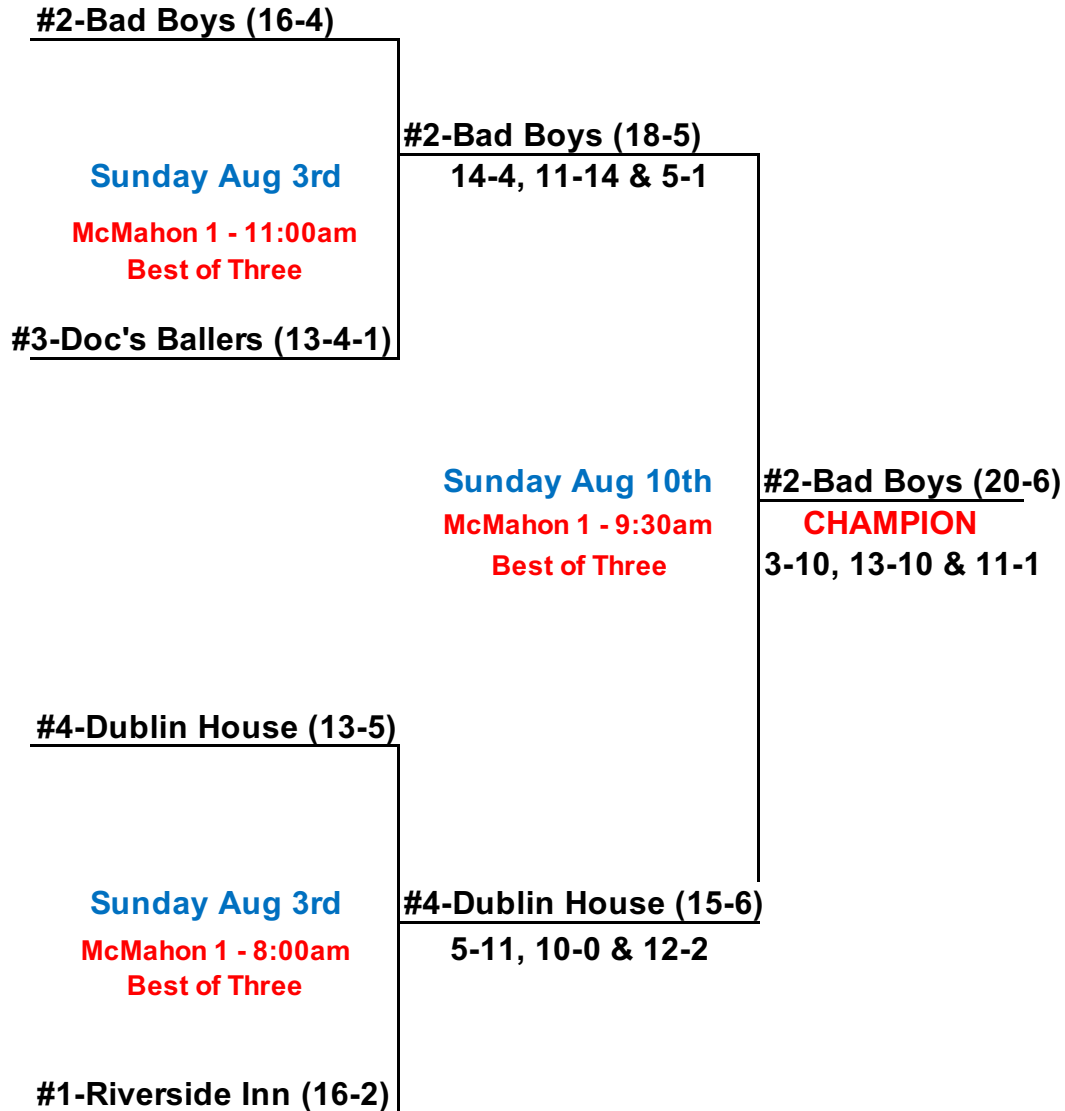 #2-Bad Boys (16-4)
#2-Bad Boys (18-5)
14-4, 11-14 & 5-1
Sunday Aug 3rd
McMahon 1 - 11:00am
Best of Three
#3-Doc's Ballers (13-4-1)
Sunday Aug 10th
McMahon 1 - 9:30am
Best of Three
#2-Bad Boys (20-6)
CHAMPION
3-10, 13-10 & 11-1
#4-Dublin House (13-5)
Sunday Aug 3rd
McMahon 1 - 8:00am
Best of Three
#4-Dublin House (15-6)
5-11, 10-0 & 12-2
#1-Riverside Inn (16-2)